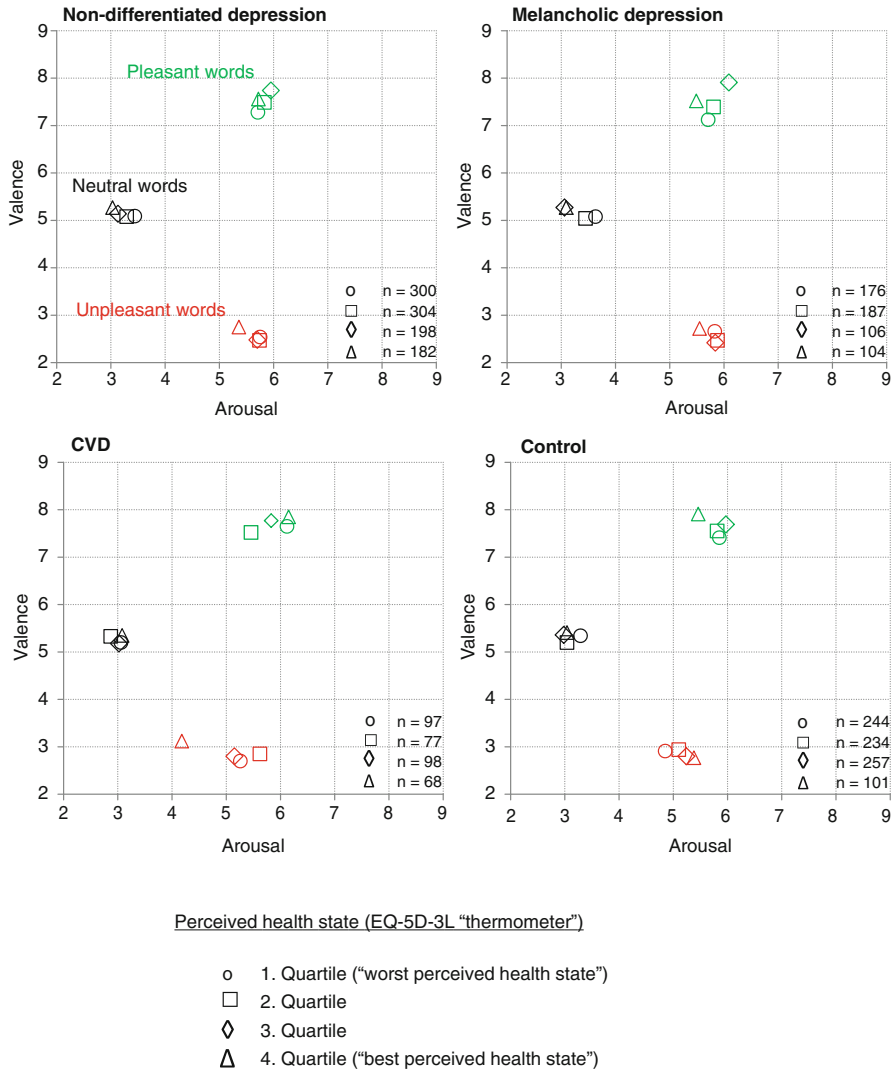 Non-differentiated depression
9
8
7
6
5
4
3
2
Valence
Pleasant words
Neutral words
Unpleasant words
n = 300
n = 304
n = 198
n = 182
2 3 4 5 6 7 8 9
Arousal
Melancholic depression
9
8
7
6
5
4
3
2
Valence
n = 176
n = 187
n = 106
n = 104
2 3 4 5 6 7 8 9
Arousal
CVD
9
8
7
6
5
4
3
2
Valence
n = 97
n = 77
n = 98
n = 68
2 3 4 5 6 7 8 9
Arousal
Control
9
8
7
6
5
4
3
2
Valence
n = 244
n = 234
n = 257
n = 101
2 3 4 5 6 7 8 9
Arousal
Perceived health state (EQ-5D-3L “thermometer”)
1. Quartile (“worst perceived health state”)
2. Quartile
3. Quartile
4. Quartile (“best perceived health state”)